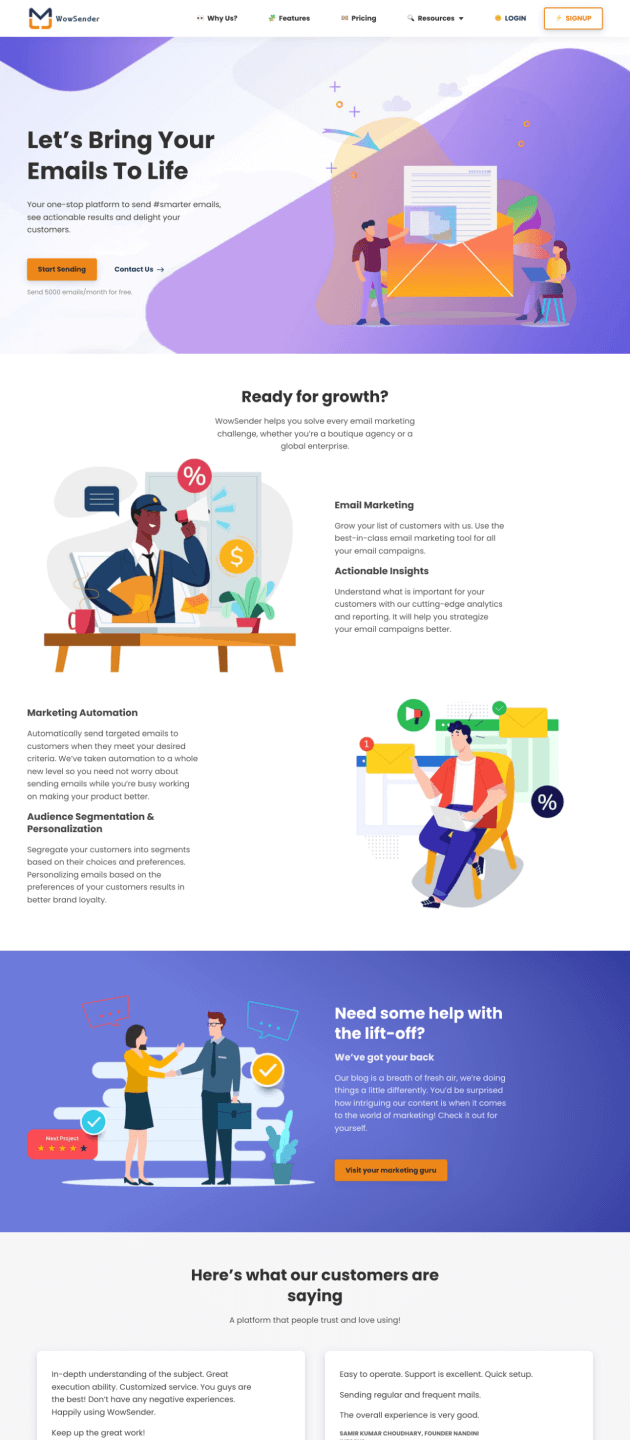 WowSender
Why Us?
Features
Pricing
Resources
LOGIN
SIGNUP
Let's Bring Your
Emails To Life
Your one-stop platform to send #smarter emails,
see actionable results and delight your
customers.
Start Sending
Contact Us →
Send 5000 emails/month for free.
Ready for growth?
WowSender helps you solve every email marketing
challenge, whether you're a boutique agency or a
global enterprise.
%
$
Email Marketing
Grow your list of customers with us. Use the
best-in-class email marketing tool for all
your email campaigns.
Actionable Insights
Understand what is important for your
customers with our cutting-edge analytics
and reporting. It will help you strategize
your email campaigns better.
Marketing Automation
Automatically send targeted emails to
customers when they meet your desired
criteria. We've taken automation to a whole
new level so you need not worry about
sending emails while you're busy working
on making your product better.
Audience Segmentation &
Personalization
Segregate your customers into segments
based on their choices and preferences.
Personalizing emails based on the
preferences of your customers results in
better brand loyalty.
1
%
Next Project
Need some help with
the lift-off?
We've got your back
Our blog is a breath of fresh air, we're doing
things a little differently. You'd be surprised
how intriguing our content is when it comes
to the world of marketing! Check it out for
yourself.
Visit your marketing guru
Here's what our customers are
saying
A platform that people trust and love using!
In-depth understanding of the subject. Great
execution ability. Customized service. You guys are
the best! Don't have any negative experiences.
Happily using WowSender.
Keep up the great work!
Easy to operate. Support is excellent. Quick setup.
Sending regular and frequent mails.
The overall experience is very good.
SAMIR KUMAR CHOUDHARY, FOUNDER NANDINI